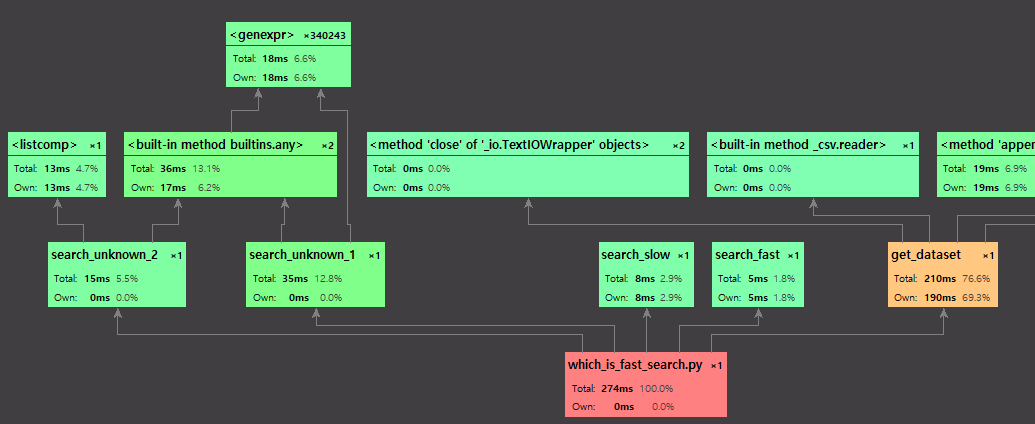 <genexpr> ×340243
Total: 18ms 6.6%
Own: 18ms 6.6%
<listcomp> ×1
Total: 13ms 4.7%
Own: 13ms 4.7%
<built-in method builtins.any> ×2
Total: 36ms 13.1%
Own: 17ms 6.2%
<method 'close' of '_io.TextIOWrapper' objects> ×2
Total: 0ms 0.0%
Own: 0ms 0.0%
<built-in method _csv.reader> ×1
Total: 0ms 0.0%
Own: 0ms 0.0%
<method 'apper
Total: 19ms 6.9%
Own: 19ms 6.9%
search_unknown_2 ×1
Total: 15ms 5.5%
Own: 0ms 0.0%
search_unknown_1 ×1
Total: 35ms 12.8%
Own: 0ms 0.0%
search_slow ×1
Total: 8ms 2.9%
Own: 8ms 2.9%
search_fast ×1
Total: 5ms 1.8%
Own: 5ms 1.8%
get_dataset ×1
Total: 210ms 76.6%
Own: 190ms 69.3%
which_is_fast_search.py ×1
Total: 274ms 100.0%
Own: 0ms 0.0%